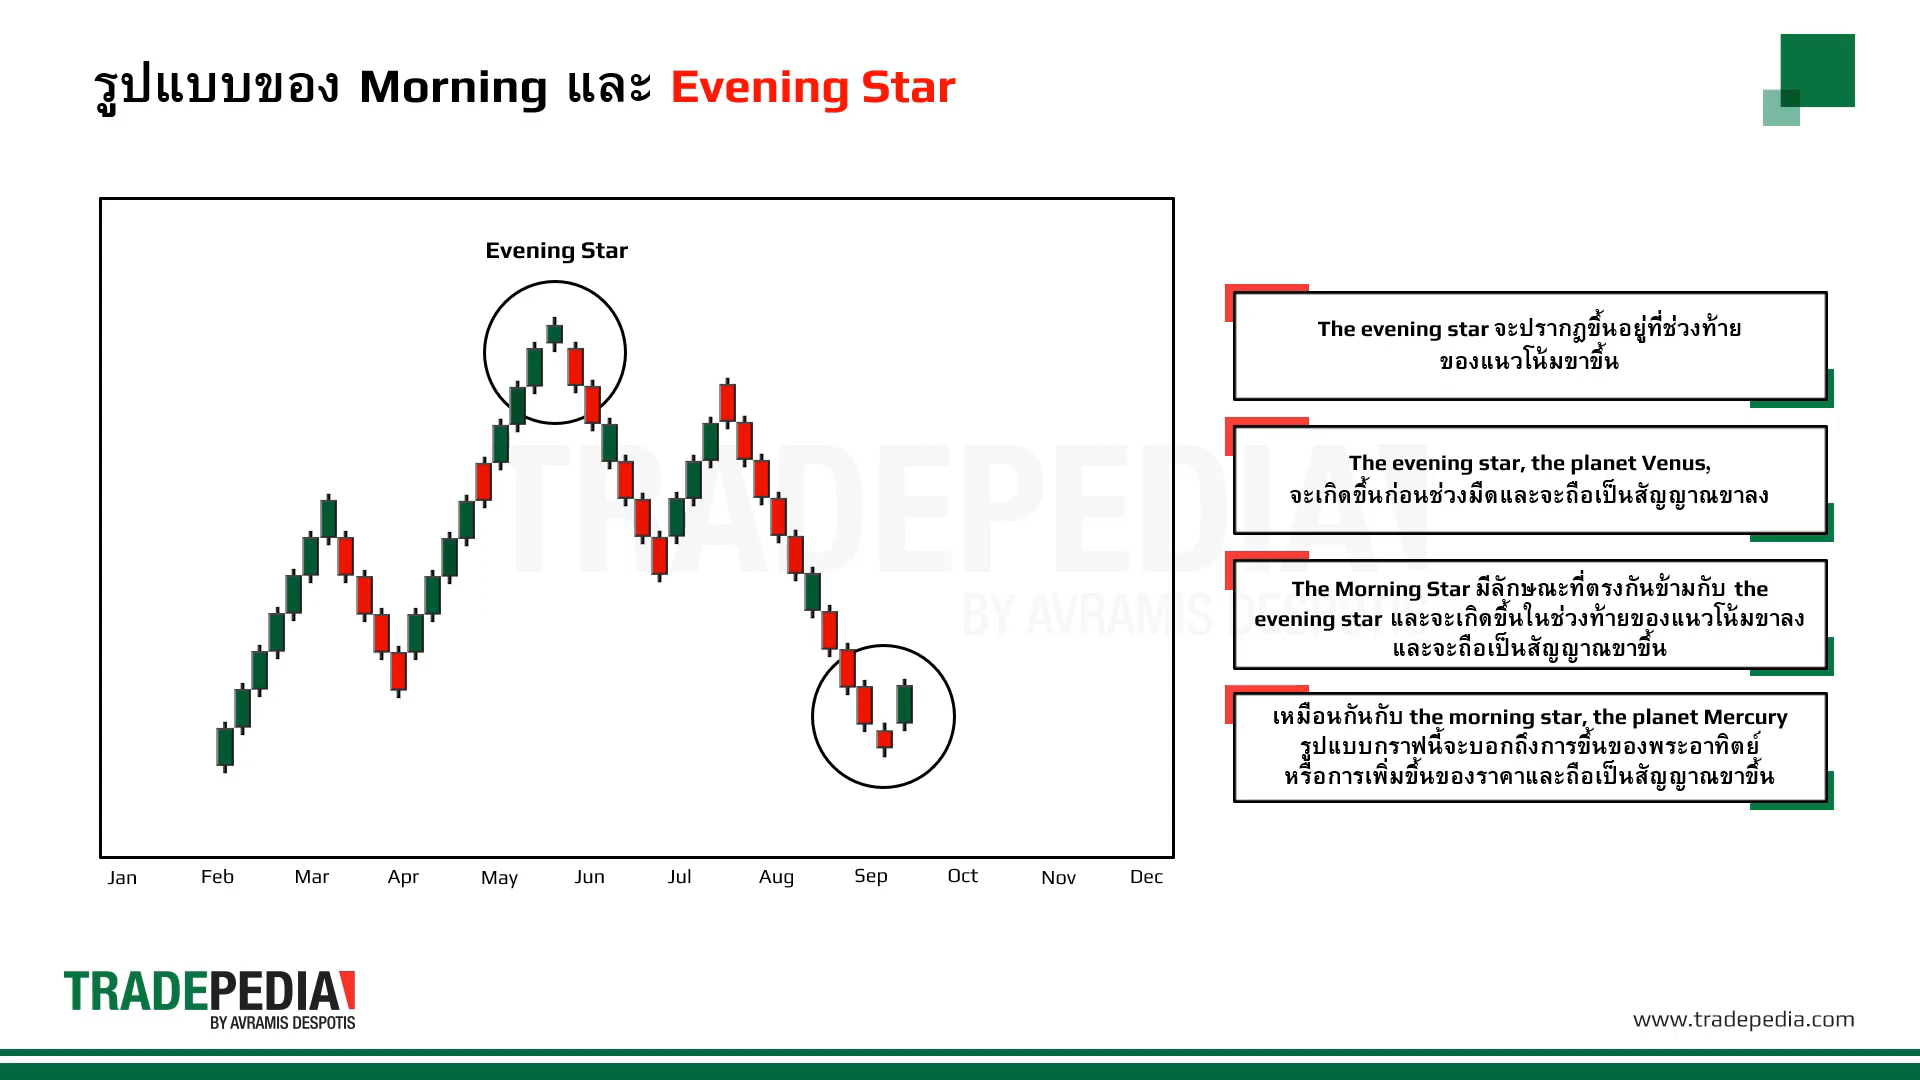 รูปแบบของ Morning และ Evening Star
Evening Star
The evening star จะปรากฏขึ้นอยู่ที่ช่วงท้าย
ของแนวโน้มขาขึ้น
The evening star, the planet Venus,
จะเกิดขึ้นก่อนช่วงมืดและจะถือเป็นสัญญาณขาลง
The Morning Star มีลักษณะที่ตรงกันข้ามกับ the
evening star และจะเกิดขึ้นในช่วงท้ายของแนวโน้มขาลง
และจะถือเป็นสัญญาณขาขึ้น
เหมือนกันกับ the morning star, the planet Mercury
รูปแบบกราฟนี้จะบอกถึงการขึ้นของพระอาทิตย์
หรือการเพิ่มขึ้นของราคาและถือเป็นสัญญาณขาขึ้น
TRADEPEDIA
BY AVRAMIS DESPOTIS
Jan Feb Mar Apr May Jun Jul Aug Sep Oct Nov Dec
TRADEPEDIA
BY AVRAMIS DESPOTIS
www.tradepedia.com